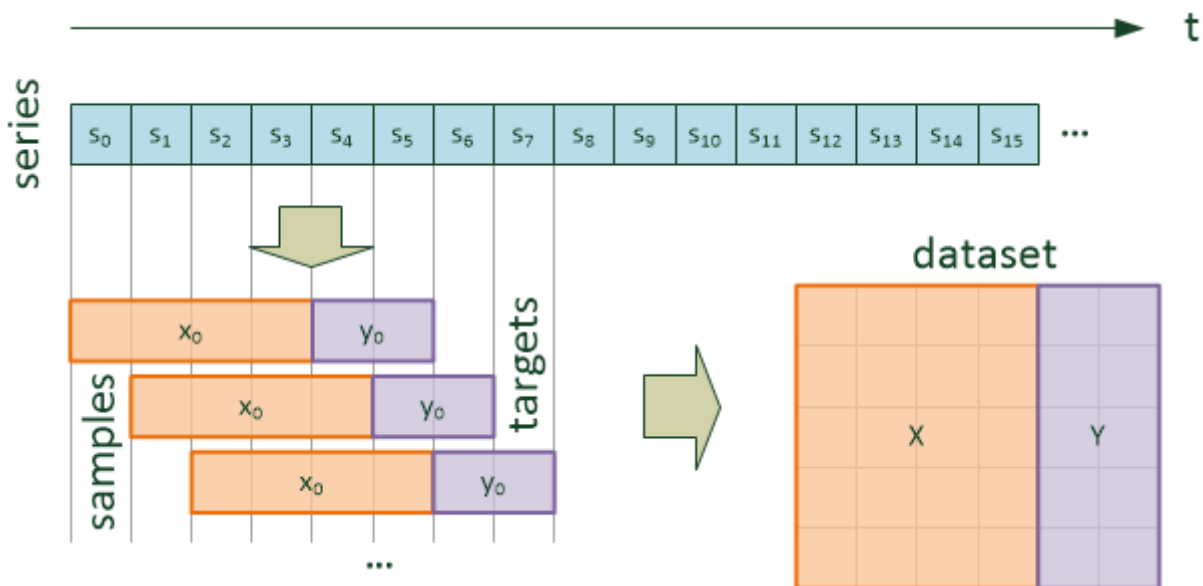 t
series
s₀ s₁ s₂ s₃ s₄ s₅ s₆ s₇ s₈ s₉ s₁₀ s₁₁ s₁₂ s₁₃ s₁₄ s₁₅ ...
dataset
x₀ y₀
samples
x₀ y₀
targets
x₀ y₀
...
X Y